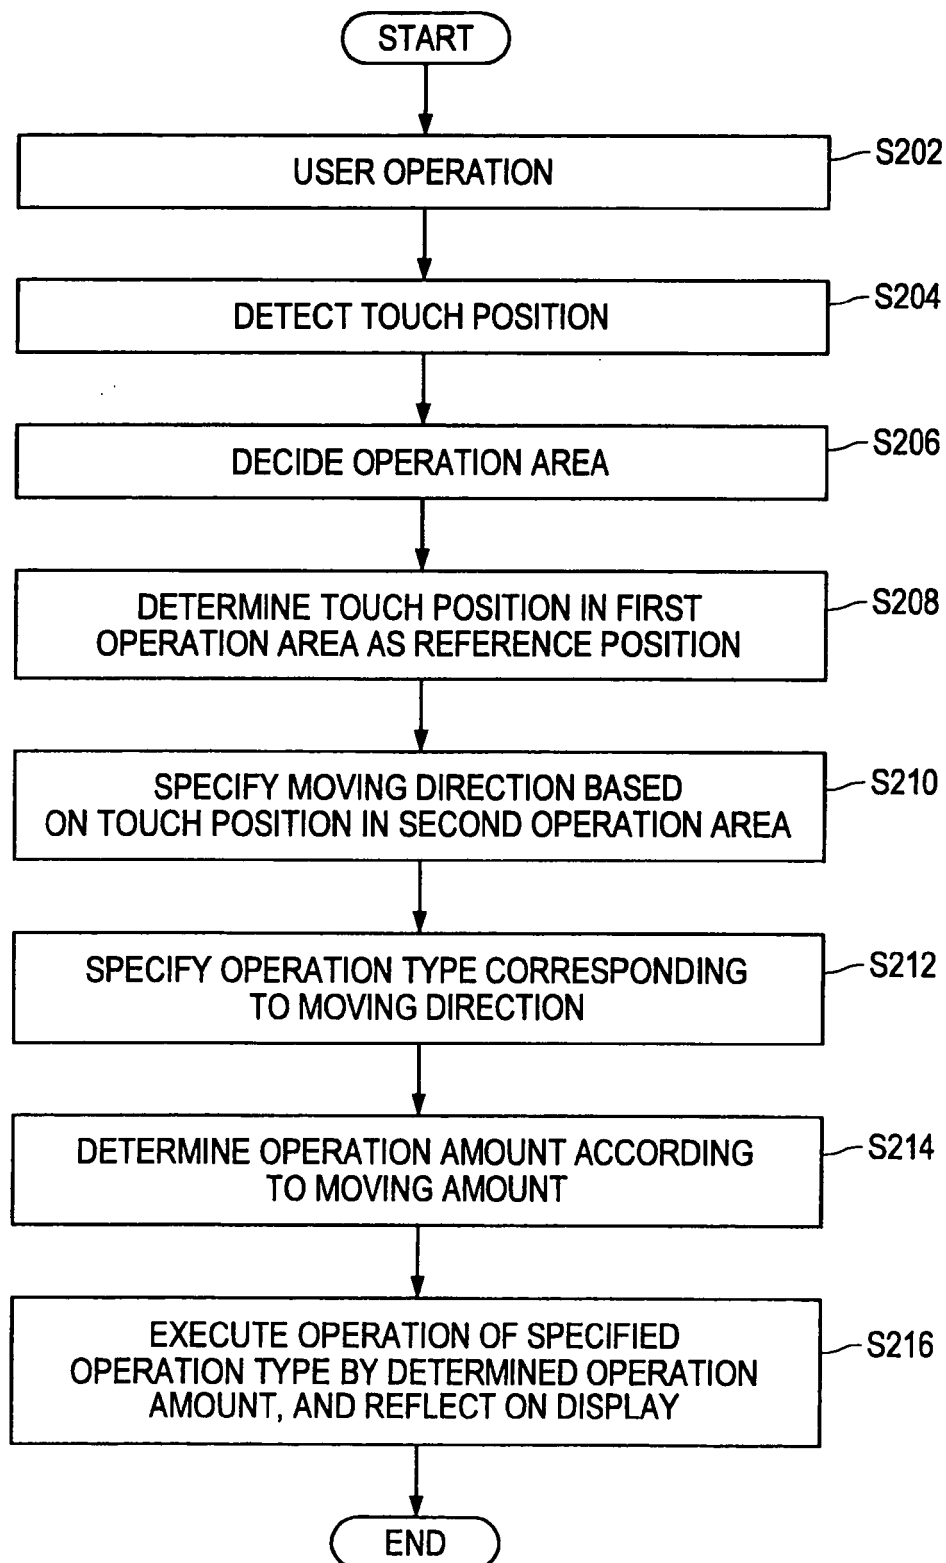 START
USER OPERATION
S202
DETECT TOUCH POSITION
S204
DECIDE OPERATION AREA
S206
DETERMINE TOUCH POSITION IN FIRST
OPERATION AREA AS REFERENCE POSITION
S208
SPECIFY MOVING DIRECTION BASED
ON TOUCH POSITION IN SECOND OPERATION AREA
S210
SPECIFY OPERATION TYPE CORRESPONDING
TO MOVING DIRECTION
S212
DETERMINE OPERATION AMOUNT ACCORDING
TO MOVING AMOUNT
S214
EXECUTE OPERATION OF SPECIFIED
OPERATION TYPE BY DETERMINED OPERATION
AMOUNT, AND REFLECT ON DISPLAY
S216
END